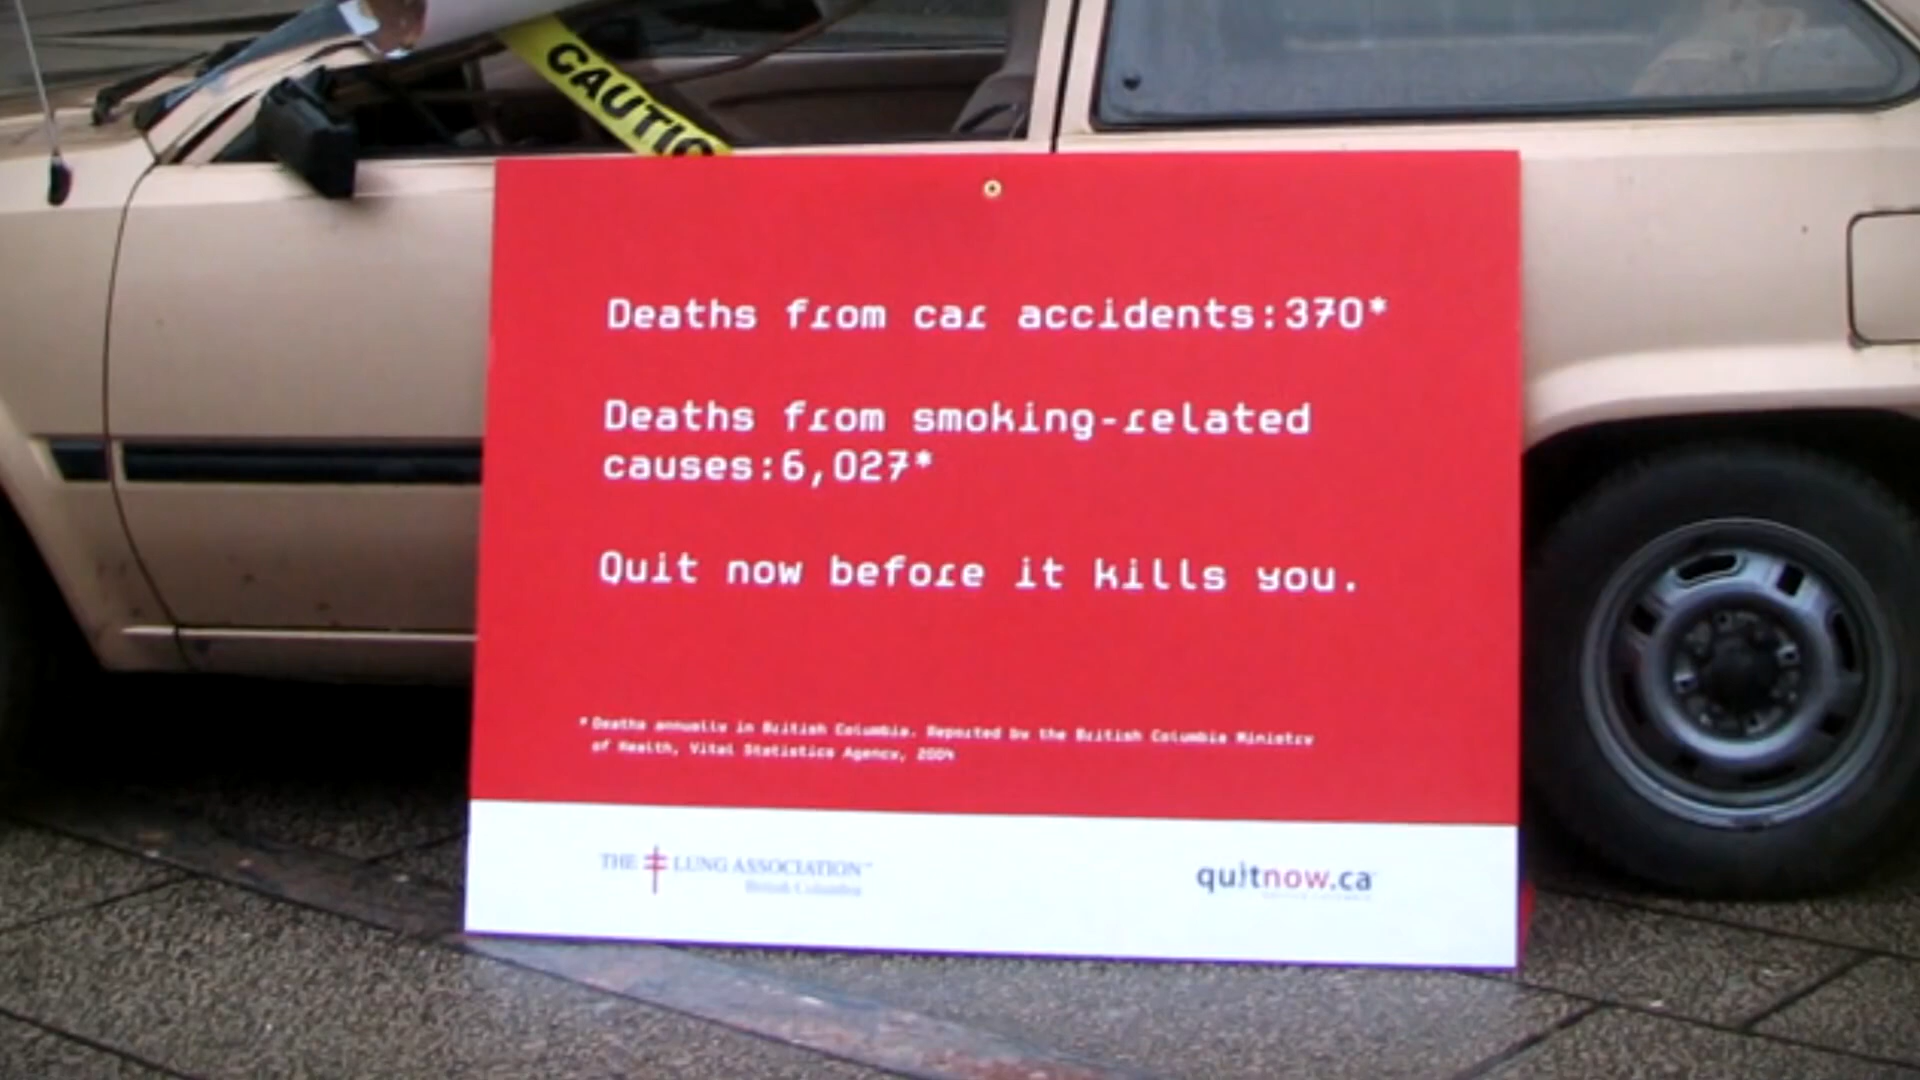 CAUTIO
Deaths from car accidents:370*
Deaths from smoking-related
causes:6,027*
Quit now before it kills you.
* Deaths annually in British Columbia. Reported by the British Columbia Ministry
of Health, Vital Statistics Agency, 2004
THE LUNG ASSOCIATION™
British Columbia
quitnow.ca